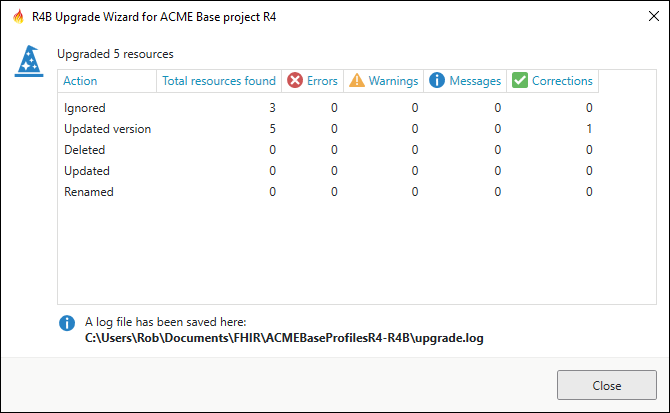 R4B Upgrade Wizard for ACME Base project R4
Upgraded 5 resources
Action Total resources found Errors Warnings Messages Corrections
Ignored 3 0 0 0 0
Updated version 5 0 0 0 1
Deleted 0 0 0 0 0
Updated 0 0 0 0 0
Renamed 0 0 0 0 0
A log file has been saved here:
C:\Users\Rob\Documents\FHIR\ACMEBaseProfilesR4-R4B\upgrade.log
Close